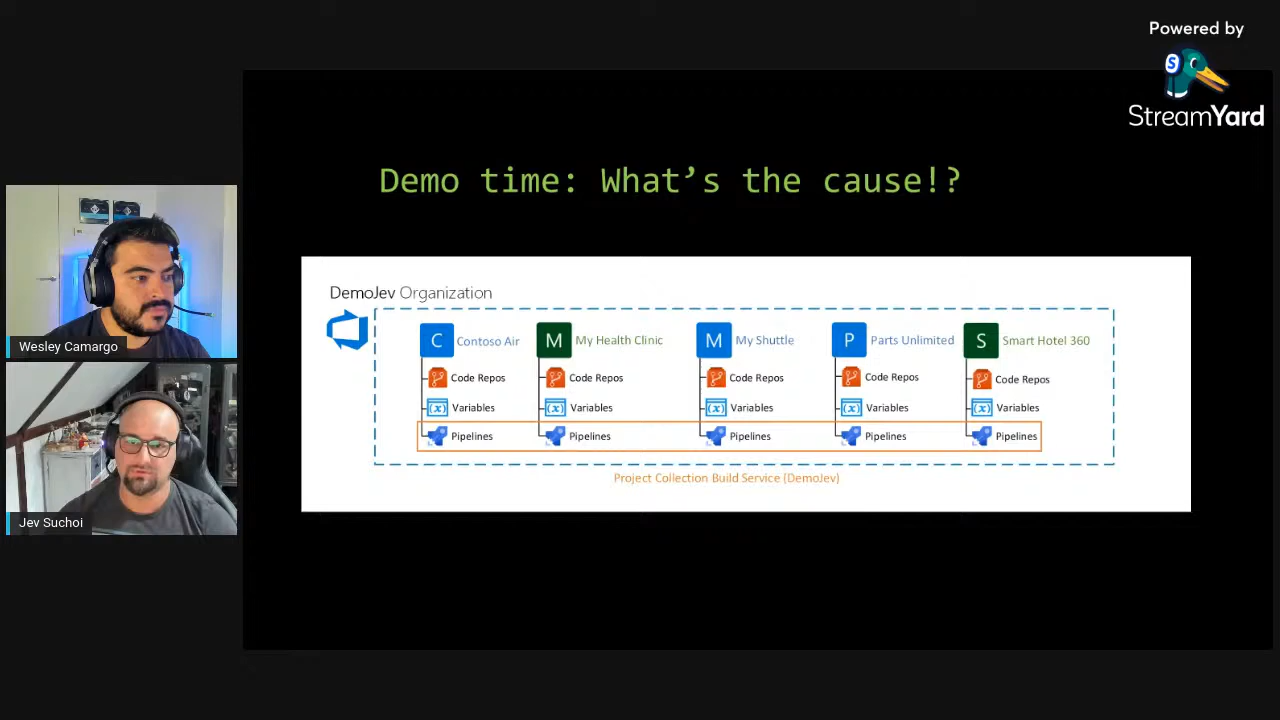 Powered by
S
StreamYard
Demo time: What's the cause!?
DemoJev Organization
C Contoso Air
M My Health Clinic
M My Shuttle
P Parts Unlimited
S Smart Hotel 360
Code Repos
Code Repos
Code Repos
Code Repos
Code Repos
(x) Variables
(x) Variables
(x) Variables
(x) Variables
(x) Variables
Pipelines
Pipelines
Pipelines
Pipelines
Pipelines
Project Collection Build Service (DemoJev)
Wesley Camargo
Jev Suchoi